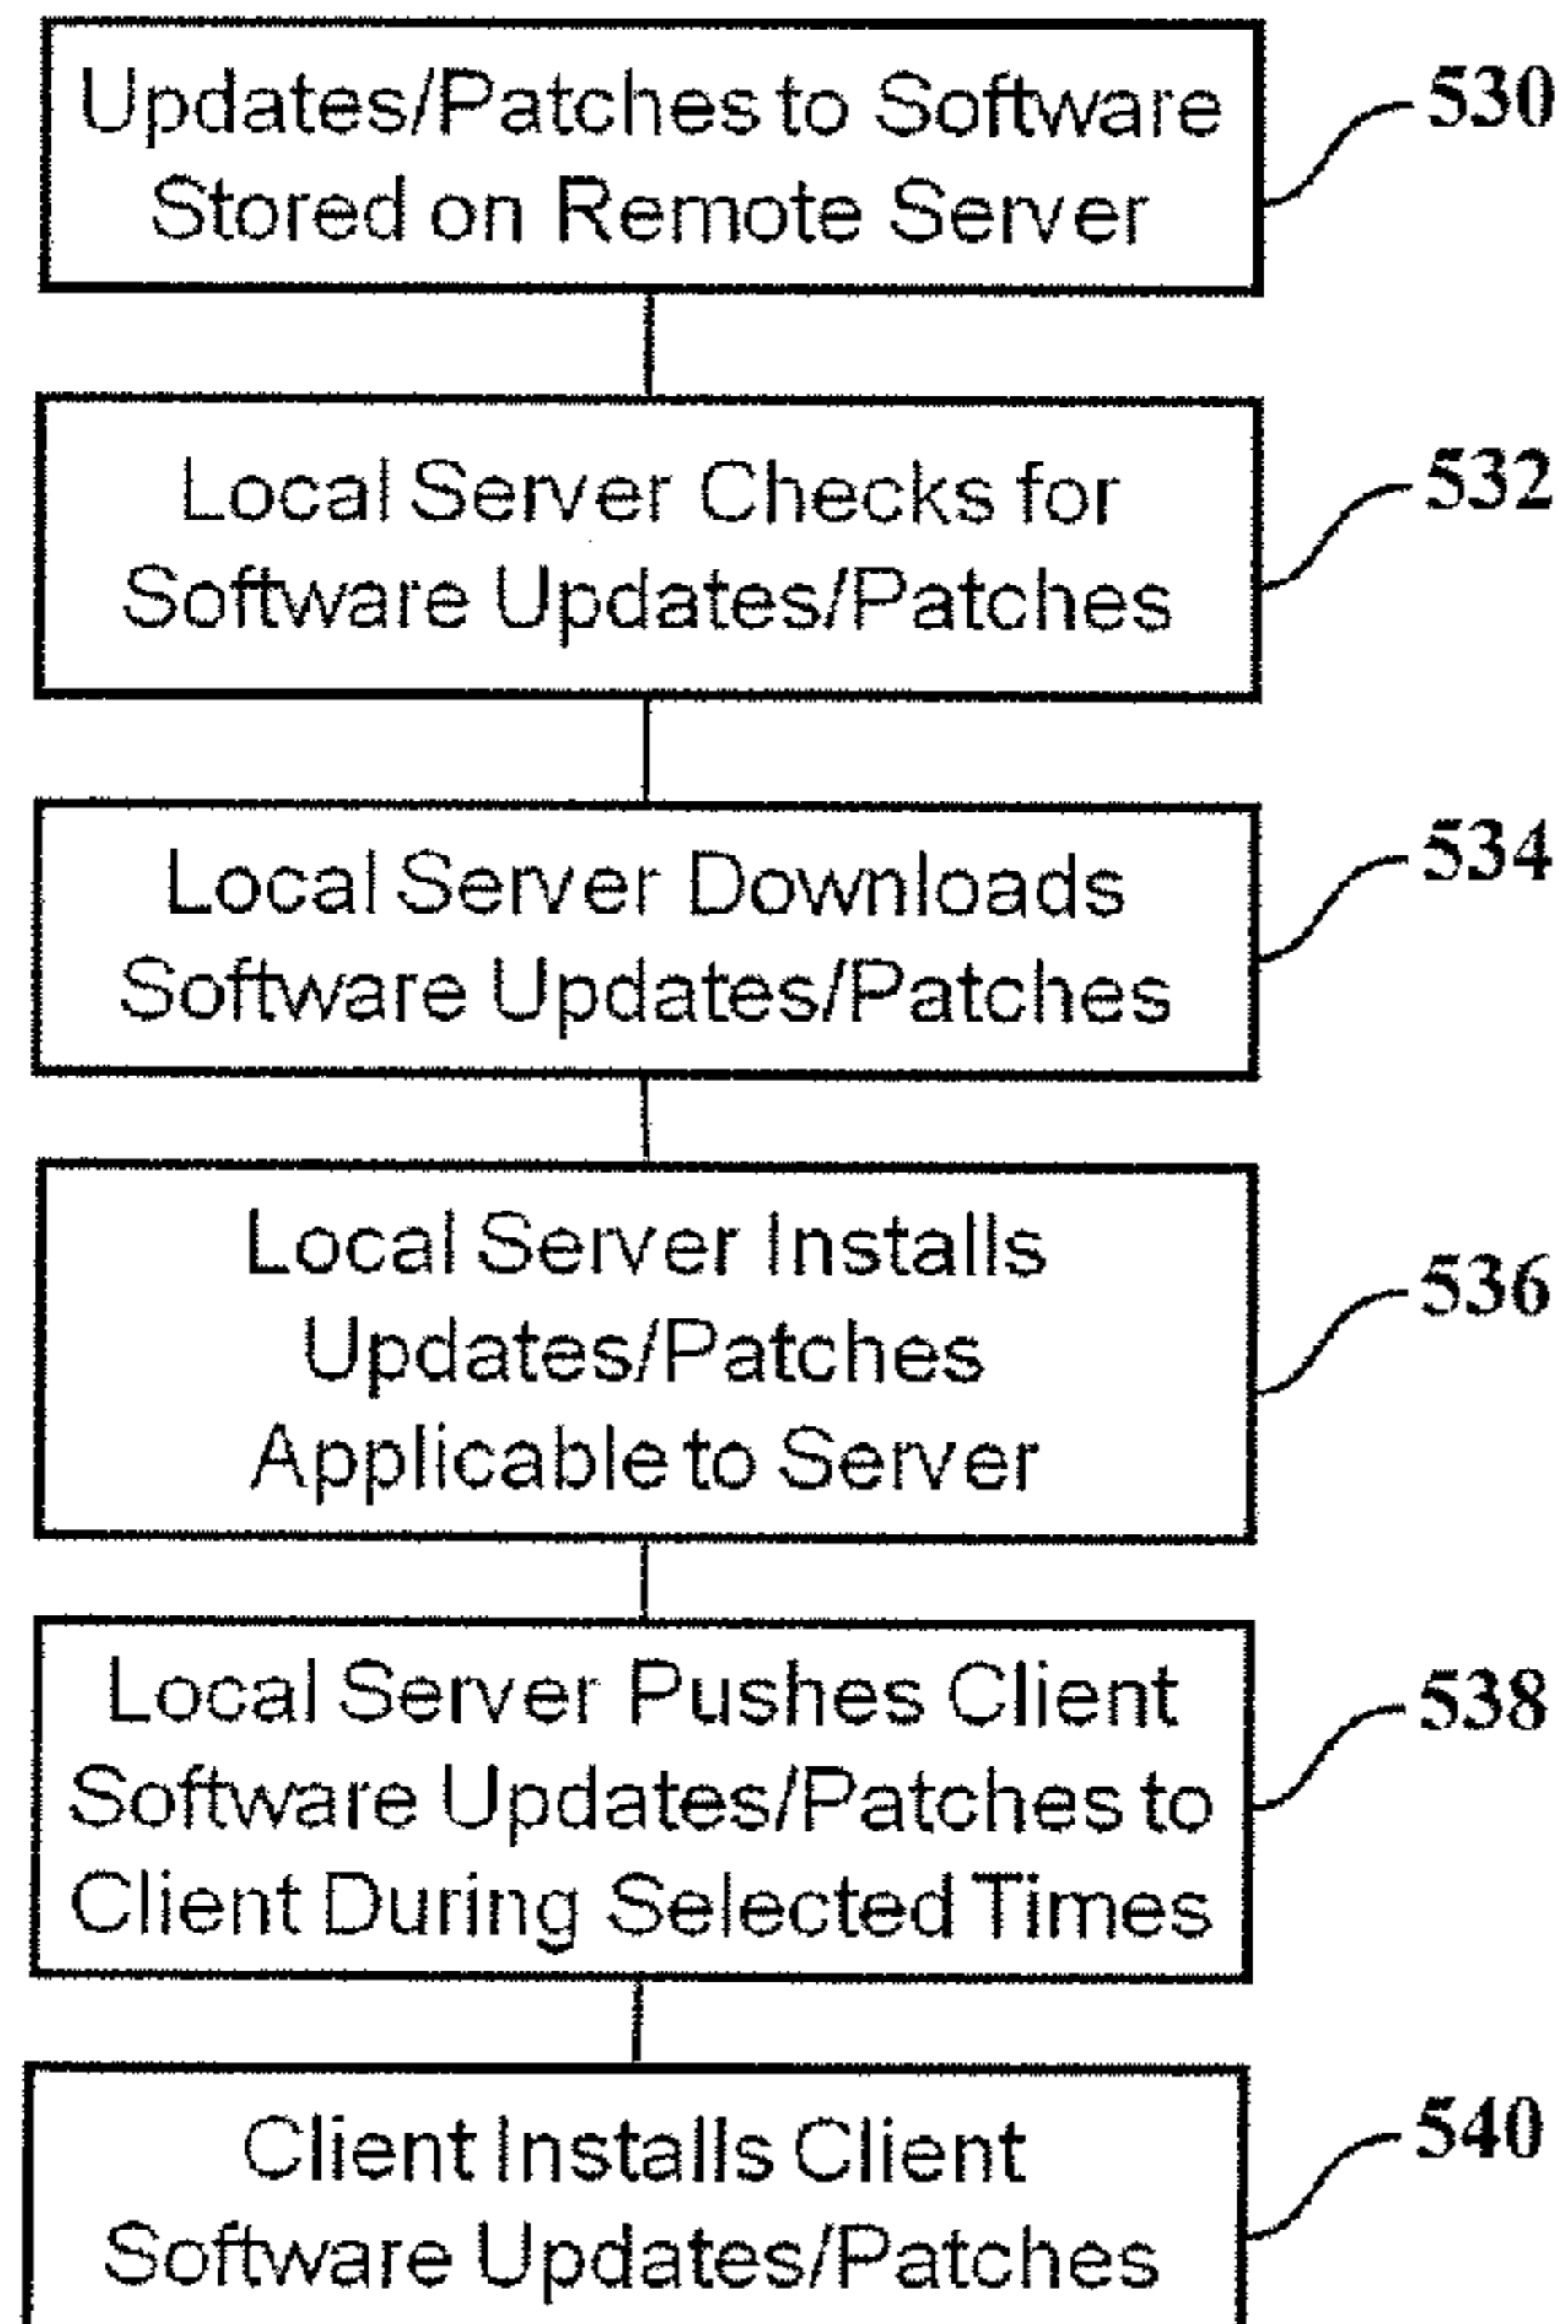 Updates/Patches to Software
Stored on Remote Server
530
Local Server Checks for
Software Updates/Patches
532
Local Server Downloads
Software Updates/Patches
534
Local Server Installs
Updates/Patches
Applicable to Server
536
Local Server Pushes Client
Software Updates/Patches to
Client During Selected Times
538
Client Installs Client
Software Updates/Patches
540